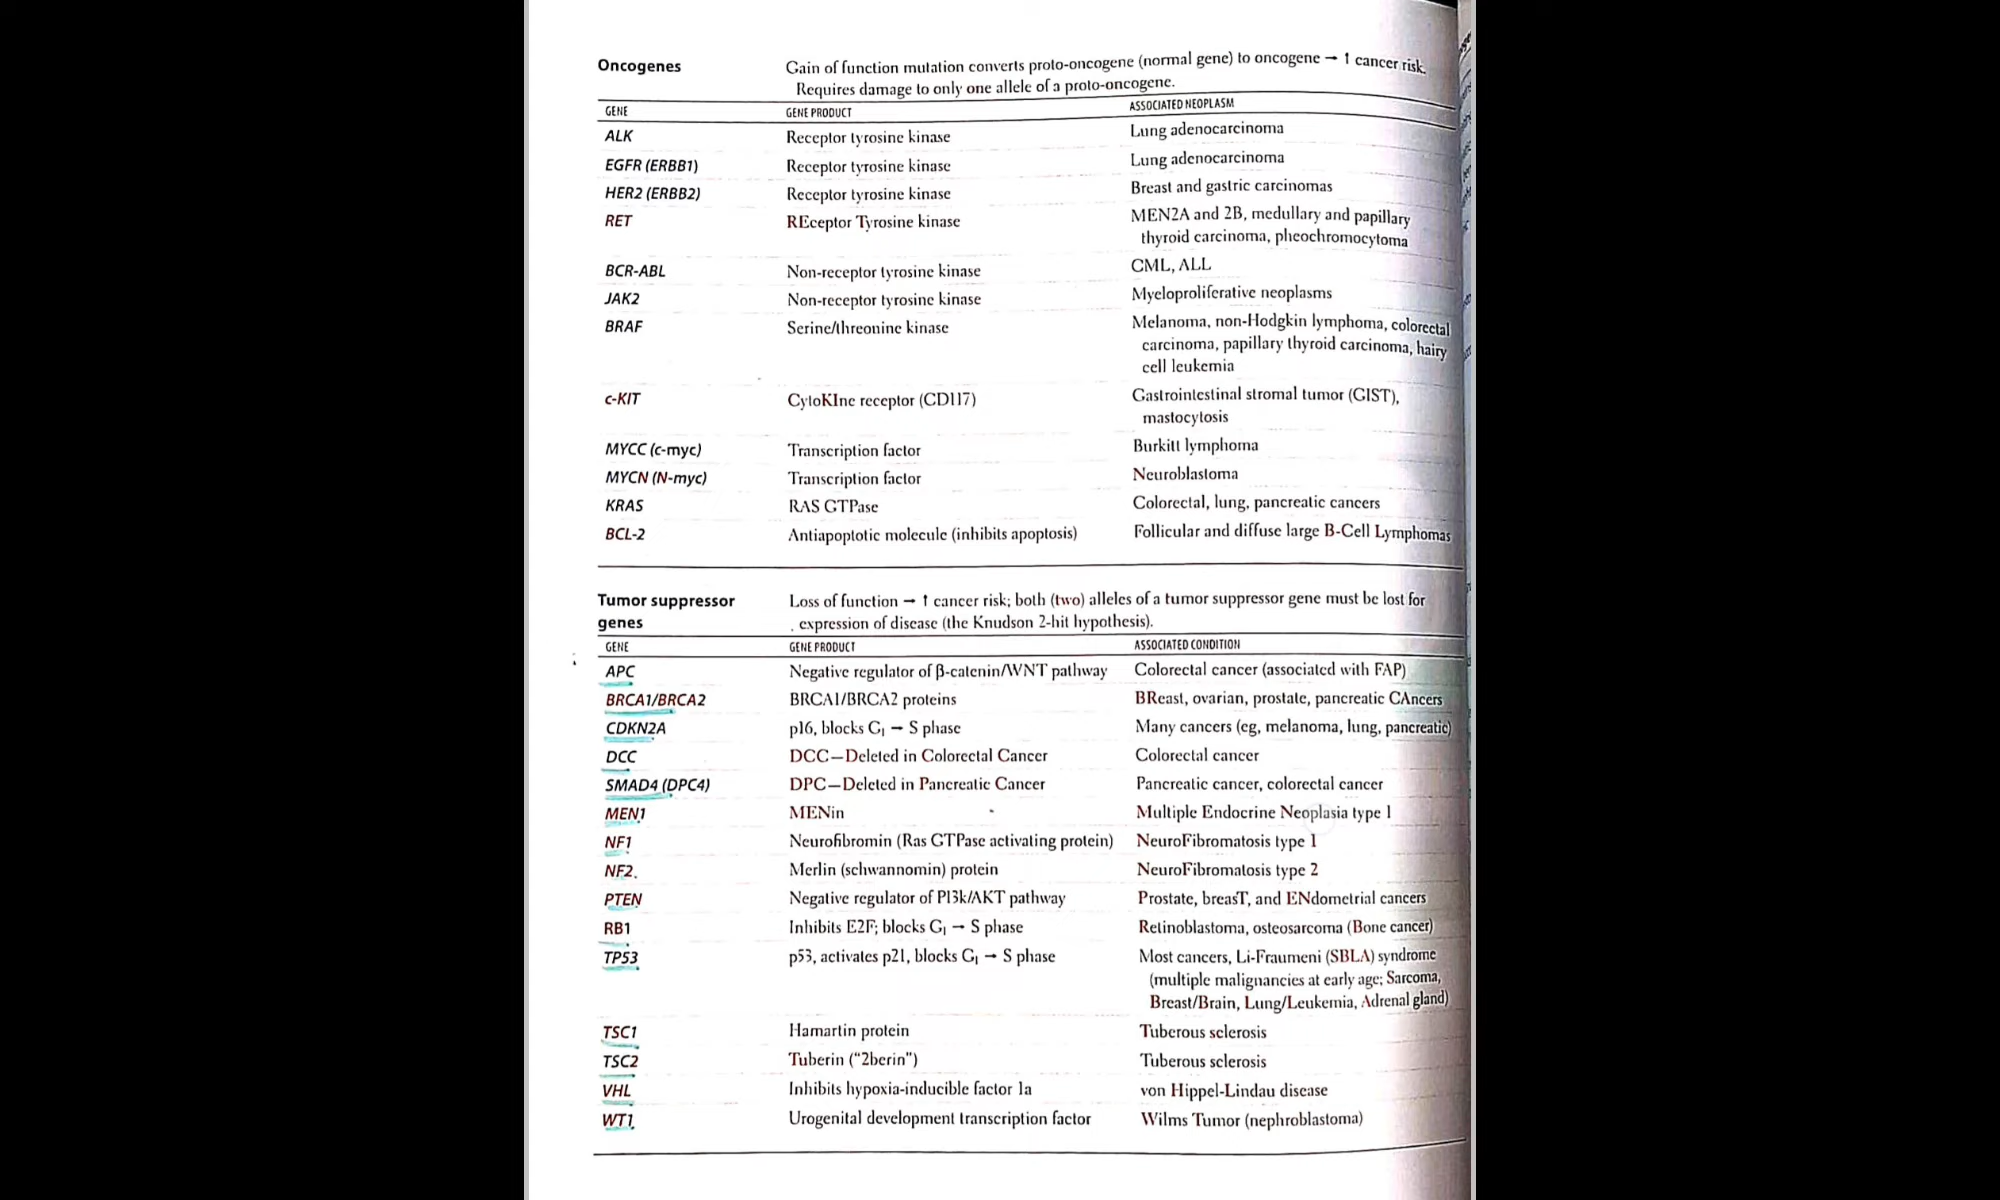 Oncogenes Gain of function mutation converts proto-oncogene (normal gene) to oncogene → ↑ cancer risk.
Requires damage to only one allele of a proto-oncogene.
GENE GENE PRODUCT ASSOCIATED NEOPLASM
ALK Receptor tyrosine kinase Lung adenocarcinoma
EGFR (ERBB1) Receptor tyrosine kinase Lung adenocarcinoma
HER2 (ERBB2) Receptor tyrosine kinase Breast and gastric carcinomas
RET REceptor Tyrosine kinase MEN2A and 2B, medullary and papillary
thyroid carcinoma, pheochromocytoma
BCR-ABL Non-receptor tyrosine kinase CML, ALL
JAK2 Non-receptor tyrosine kinase Myeloproliferative neoplasms
BRAF Serine/threonine kinase Melanoma, non-Hodgkin lymphoma, colorectal
carcinoma, papillary thyroid carcinoma, hairy
cell leukemia
c-KIT CytoKIne receptor (CD117) Gastrointestinal stromal tumor (GIST),
mastocytosis
MYCC (c-myc) Transcription factor Burkitt lymphoma
MYCN (N-myc) Transcription factor Neuroblastoma
KRAS RAS GTPase Colorectal, lung, pancreatic cancers
BCL-2 Antiapoptotic molecule (inhibits apoptosis) Follicular and diffuse large B-Cell Lymphomas
Tumor suppressor Loss of function → ↑ cancer risk; both (two) alleles of a tumor suppressor gene must be lost for
genes expression of disease (the Knudson 2-hit hypothesis).
GENE GENE PRODUCT ASSOCIATED CONDITION
APC Negative regulator of β-catenin/WNT pathway Colorectal cancer (associated with FAP)
BRCA1/BRCA2 BRCA1/BRCA2 proteins BReast, ovarian, prostate, pancreatic CAncers
CDKN2A p16, blocks G₁ → S phase Many cancers (eg, melanoma, lung, pancreatic)
DCC DCC—Deleted in Colorectal Cancer Colorectal cancer
SMAD4 (DPC4) DPC—Deleted in Pancreatic Cancer Pancreatic cancer, colorectal cancer
MEN1 MENin Multiple Endocrine Neoplasia type 1
NF1 Neurofibromin (Ras GTPase activating protein) NeuroFibromatosis type 1
NF2 Merlin (schwannomin) protein NeuroFibromatosis type 2
PTEN Negative regulator of PI3k/AKT pathway Prostate, breasT, and ENdometrial cancers
RB1 Inhibits E2F; blocks G₁ → S phase Retinoblastoma, osteosarcoma (Bone cancer)
TP53 p53, activates p21, blocks G₁ → S phase Most cancers, Li-Fraumeni (SBLA) syndrome
(multiple malignancies at early age; Sarcoma,
Breast/Brain, Lung/Leukemia, Adrenal gland)
TSC1 Hamartin protein Tuberous sclerosis
TSC2 Tuberin ("2berin") Tuberous sclerosis
VHL Inhibits hypoxia-inducible factor 1a von Hippel-Lindau disease
WT1 Urogenital development transcription factor Wilms Tumor (nephroblastoma)